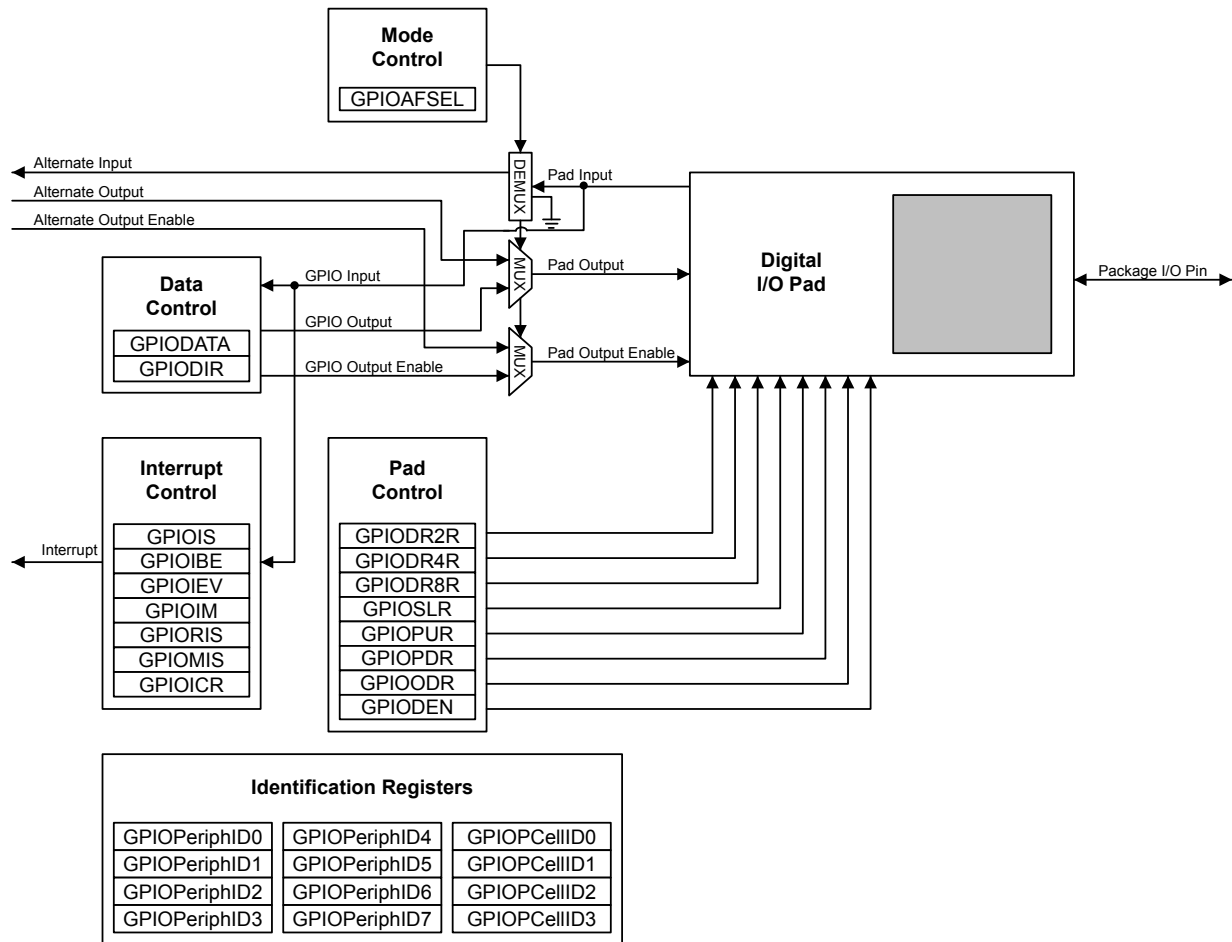 Mode
Control
GPIOAFSEL
Alternate Input
Alternate Output
Alternate Output Enable
DEMUX
Pad Input
MUX
Pad Output
MUX
Pad Output Enable
Digital
I/O Pad
Package I/O Pin
Data
Control
GPIODATA
GPIODIR
GPIO Input
GPIO Output
GPIO Output Enable
Interrupt
Control
GPIOIS
GPIOIBE
GPIOIEV
GPIOIM
GPIORIS
GPIOMIS
GPIOICR
Interrupt
Pad
Control
GPIODR2R
GPIODR4R
GPIODR8R
GPIOSLR
GPIOPUR
GPIOPDR
GPIOODR
GPIODEN
Identification Registers
GPIOPeriphID0
GPIOPeriphID1
GPIOPeriphID2
GPIOPeriphID3
GPIOPeriphID4
GPIOPeriphID5
GPIOPeriphID6
GPIOPeriphID7
GPIOPCellID0
GPIOPCellID1
GPIOPCellID2
GPIOPCellID3